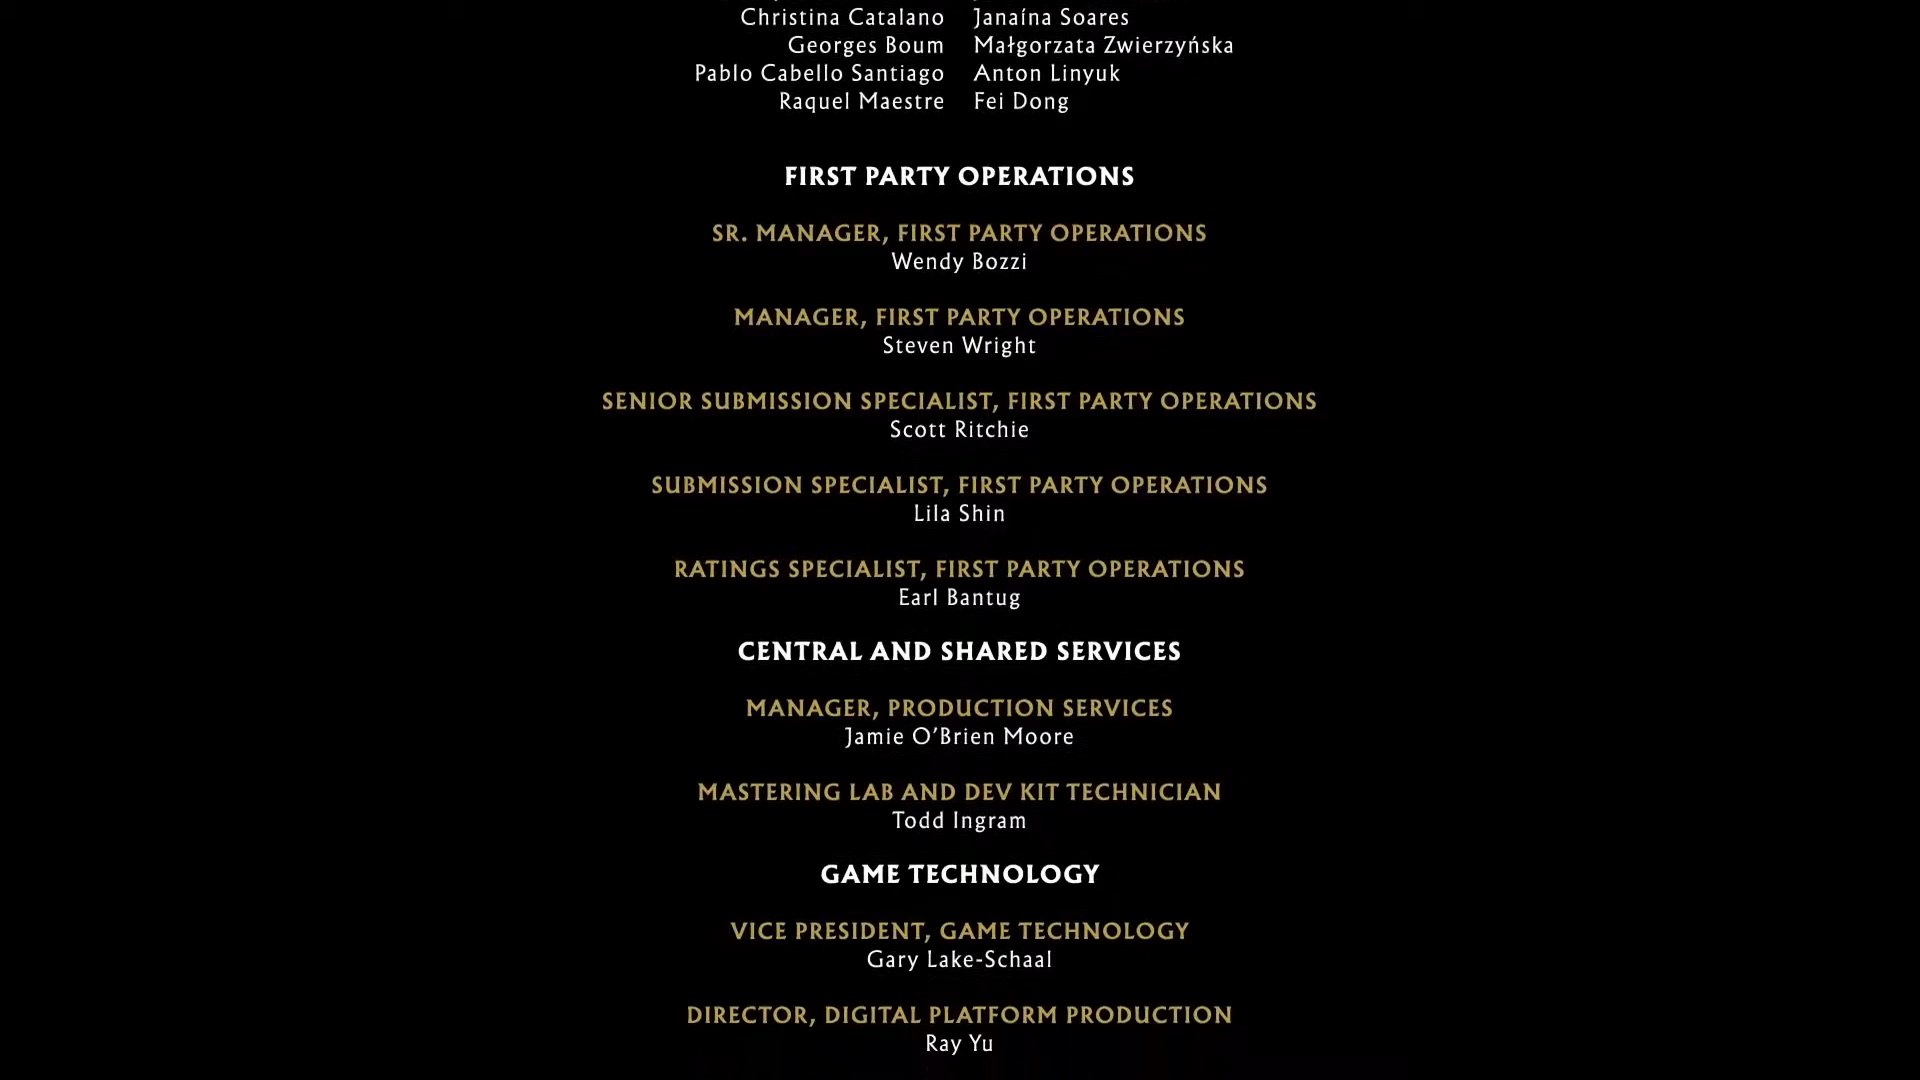 Christina Catalano Janaína Soares
Georges Boum Małgorzata Zwierzyńska
Pablo Cabello Santiago Anton Linyuk
Raquel Maestre Fei Dong
FIRST PARTY OPERATIONS
SR. MANAGER, FIRST PARTY OPERATIONS
Wendy Bozzi
MANAGER, FIRST PARTY OPERATIONS
Steven Wright
SENIOR SUBMISSION SPECIALIST, FIRST PARTY OPERATIONS
Scott Ritchie
SUBMISSION SPECIALIST, FIRST PARTY OPERATIONS
Lila Shin
RATINGS SPECIALIST, FIRST PARTY OPERATIONS
Earl Bantug
CENTRAL AND SHARED SERVICES
MANAGER, PRODUCTION SERVICES
Jamie O’Brien Moore
MASTERING LAB AND DEV KIT TECHNICIAN
Todd Ingram
GAME TECHNOLOGY
VICE PRESIDENT, GAME TECHNOLOGY
Gary Lake-Schaal
DIRECTOR, DIGITAL PLATFORM PRODUCTION
Ray Yu